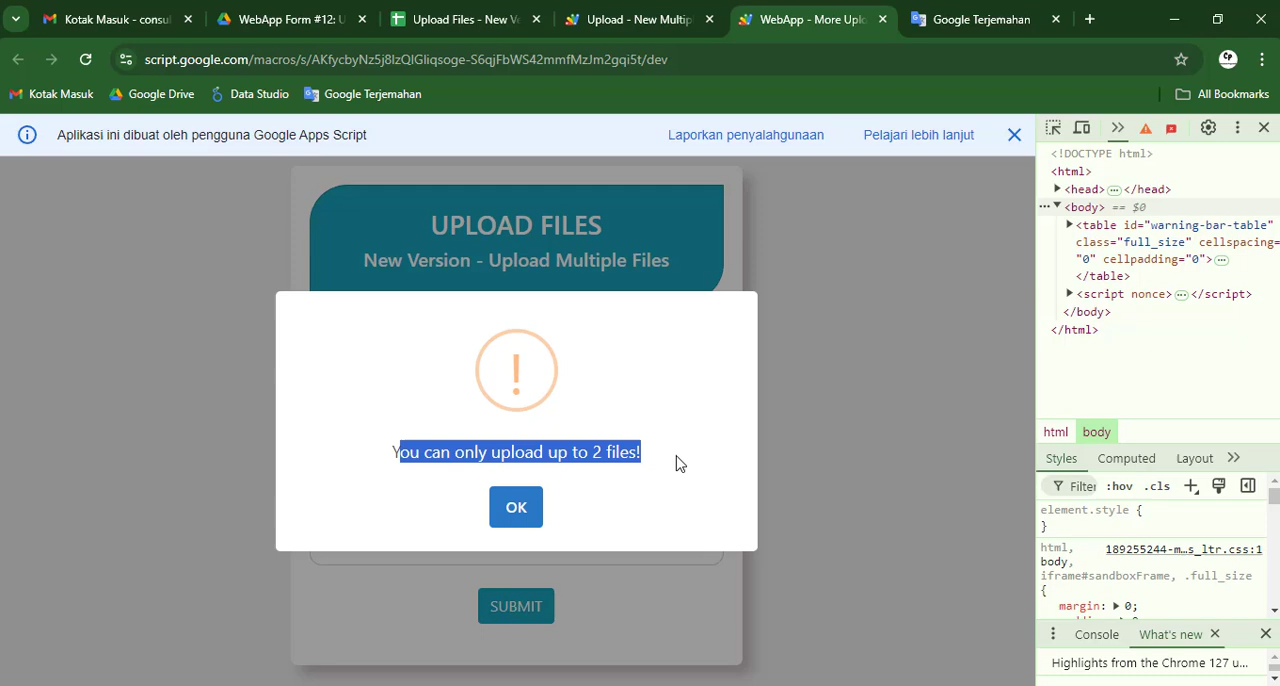 Kotak Masuk - consul
WebApp Form #12: U
Upload Files - New Ve
Upload - New Multip
WebApp - More Uplo
Google Terjemahan
script.google.com/macros/s/AKfycbyNz5j8IzQlGliqsoge-S6qjFbWS42mmfMzJm2gqi5t/dev
Kotak Masuk
Google Drive
Data Studio
Google Terjemahan
All Bookmarks
Aplikasi ini dibuat oleh pengguna Google Apps Script
Laporkan penyalahgunaan
Pelajari lebih lanjut
UPLOAD FILES
New Version - Upload Multiple Files
!
You can only upload up to 2 files!
OK
SUBMIT
<!DOCTYPE html>
<html>
<head> ... </head>
<body> == $0
<table id="warning-bar-table"
class="full_size" cellspacing=
"0" cellpadding="0"> ...
</table>
<script nonce> ... </script>
</body>
</html>
html body
Styles Computed Layout
Filter :hov .cls
element.style {
}
html, 189255244-m…s_ltr.css:1
body,
iframe#sandboxFrame, .full_size
{
margin: 0;
Console What's new
Highlights from the Chrome 127 u...